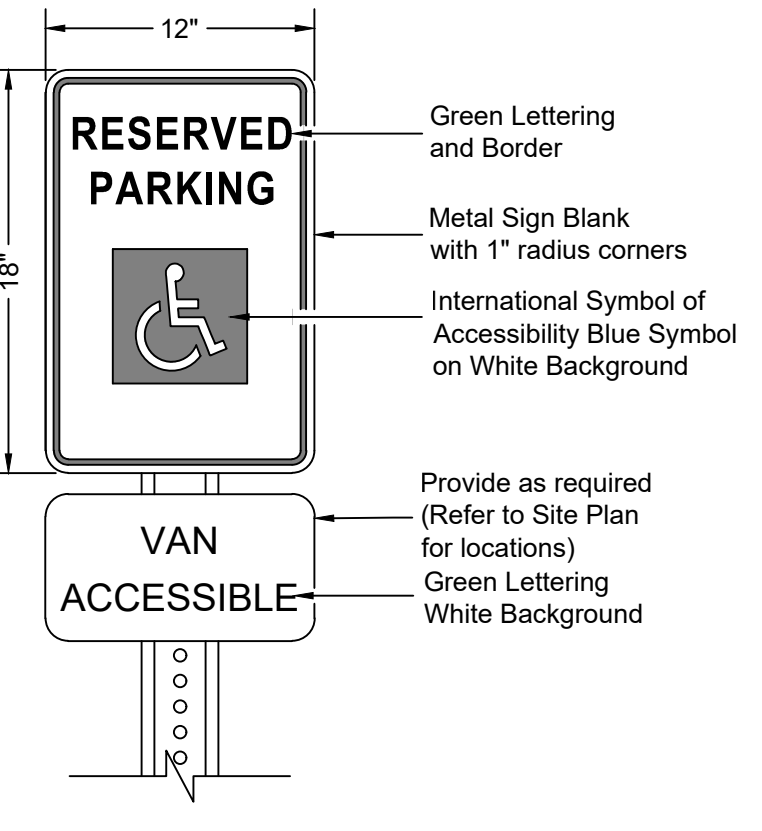 12"
18"
RESERVED
PARKING
Green Lettering
and Border
Metal Sign Blank
with 1" radius corners
International Symbol of
Accessibility Blue Symbol
on White Background
VAN
ACCESSIBLE
Provide as required
(Refer to Site Plan
for locations)
Green Lettering
White Background